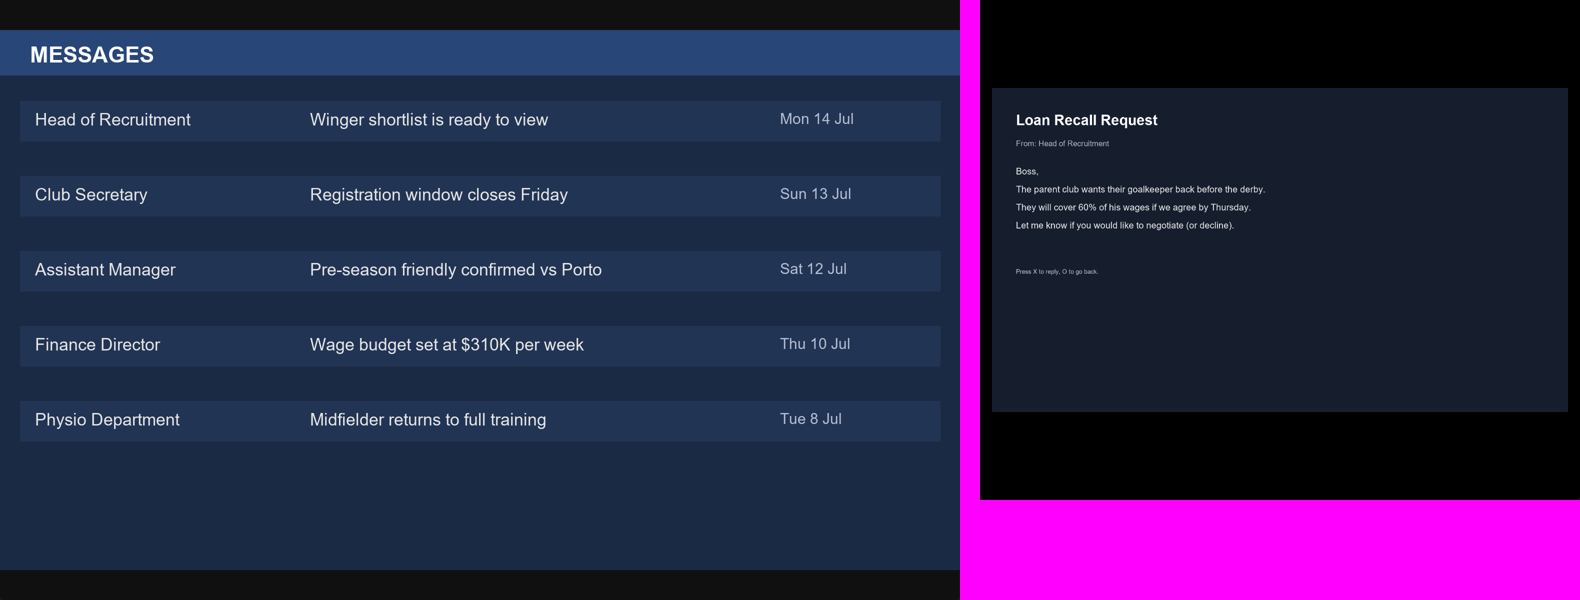 MESSAGES
Head of Recruitment Winger shortlist is ready to view Mon 14 Jul
Club Secretary Registration window closes Friday Sun 13 Jul
Assistant Manager Pre-season friendly confirmed vs Porto Sat 12 Jul
Finance Director Wage budget set at $310K per week Thu 10 Jul
Physio Department Midfielder returns to full training Tue 8 Jul
Loan Recall Request
From: Head of Recruitment
Boss,
The parent club wants their goalkeeper back before the derby.
They will cover 60% of his wages if we agree by Thursday.
Let me know if you would like to negotiate (or decline).
Press X to reply, O to go back.